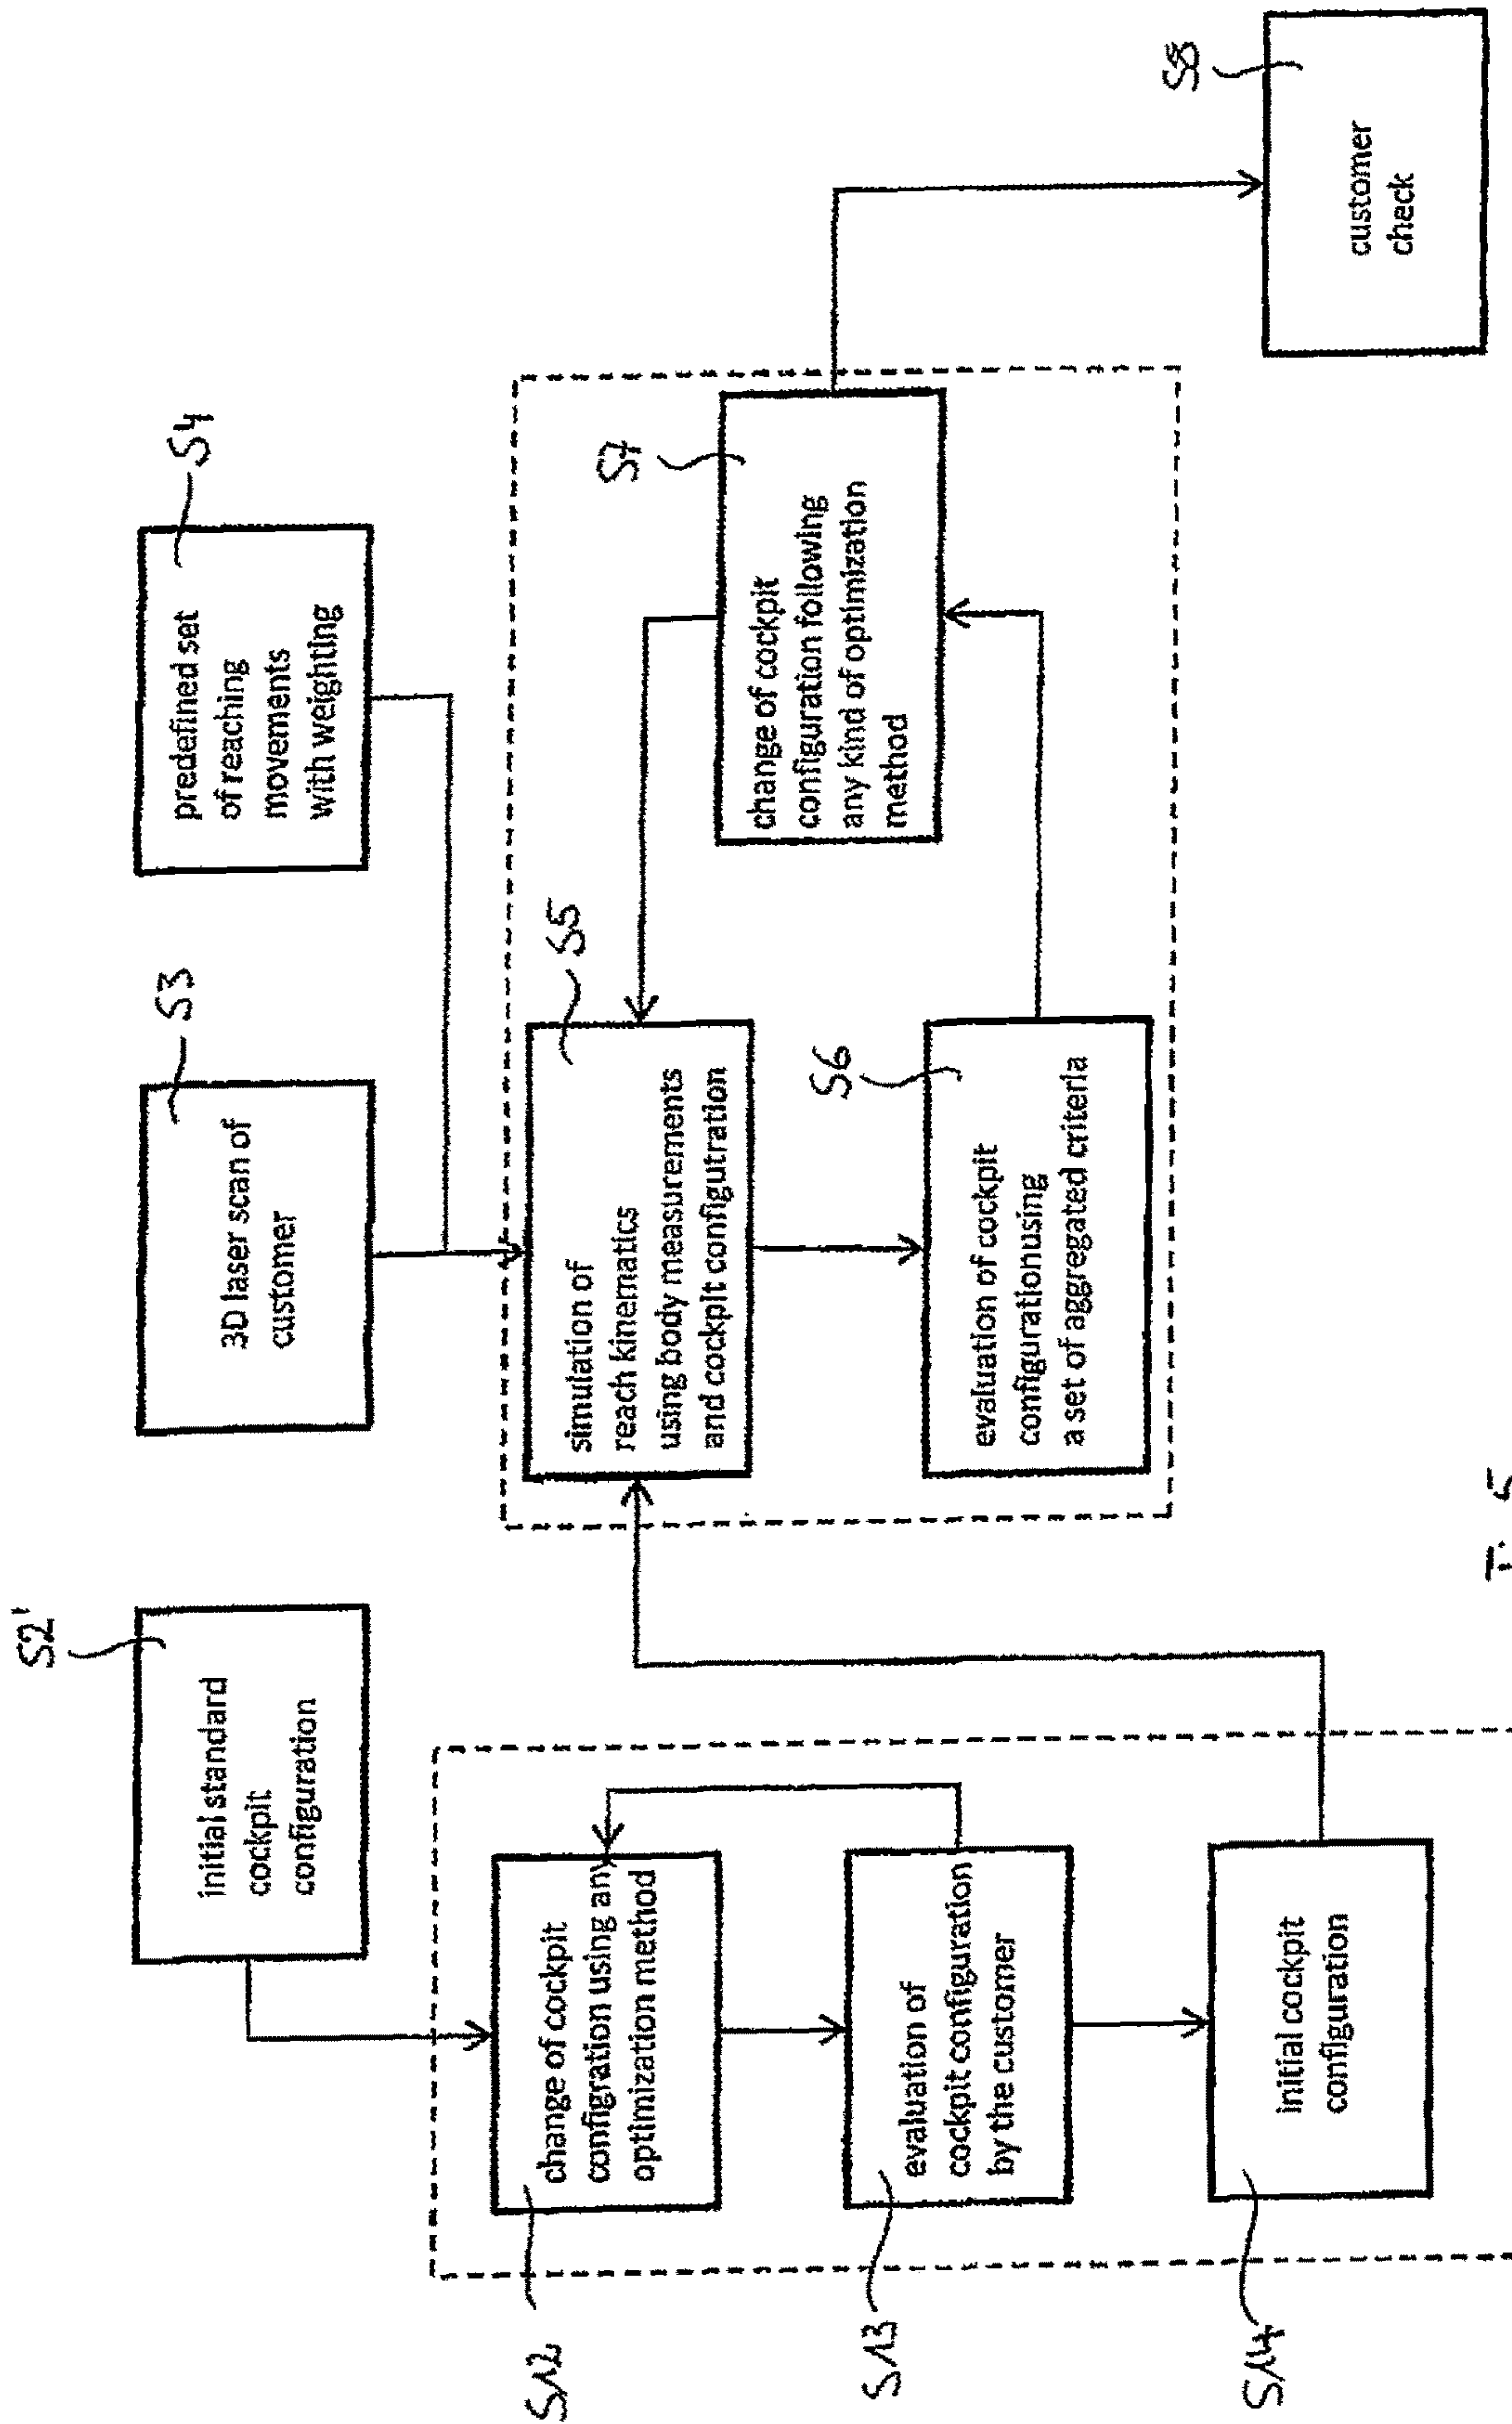 S2'
initial standard
cockpit
configuration
S3
3D laser scan of
customer
S4
predefined set
of reaching
movements
with weighting
S12
change of cockpit
configration using any
optimization method
S13
evaluation of
cockpit configuration
by the customer
S14
initial cockpit
configuration
S5
simulation of
reach kinematics
using body measurements
and cockpit configutration
S6
evaluation of cockpit
configurationusing
a set of aggregated criteria
S7
change of cockpit
configuration following
any kind of optimization
method
S8
customer
check